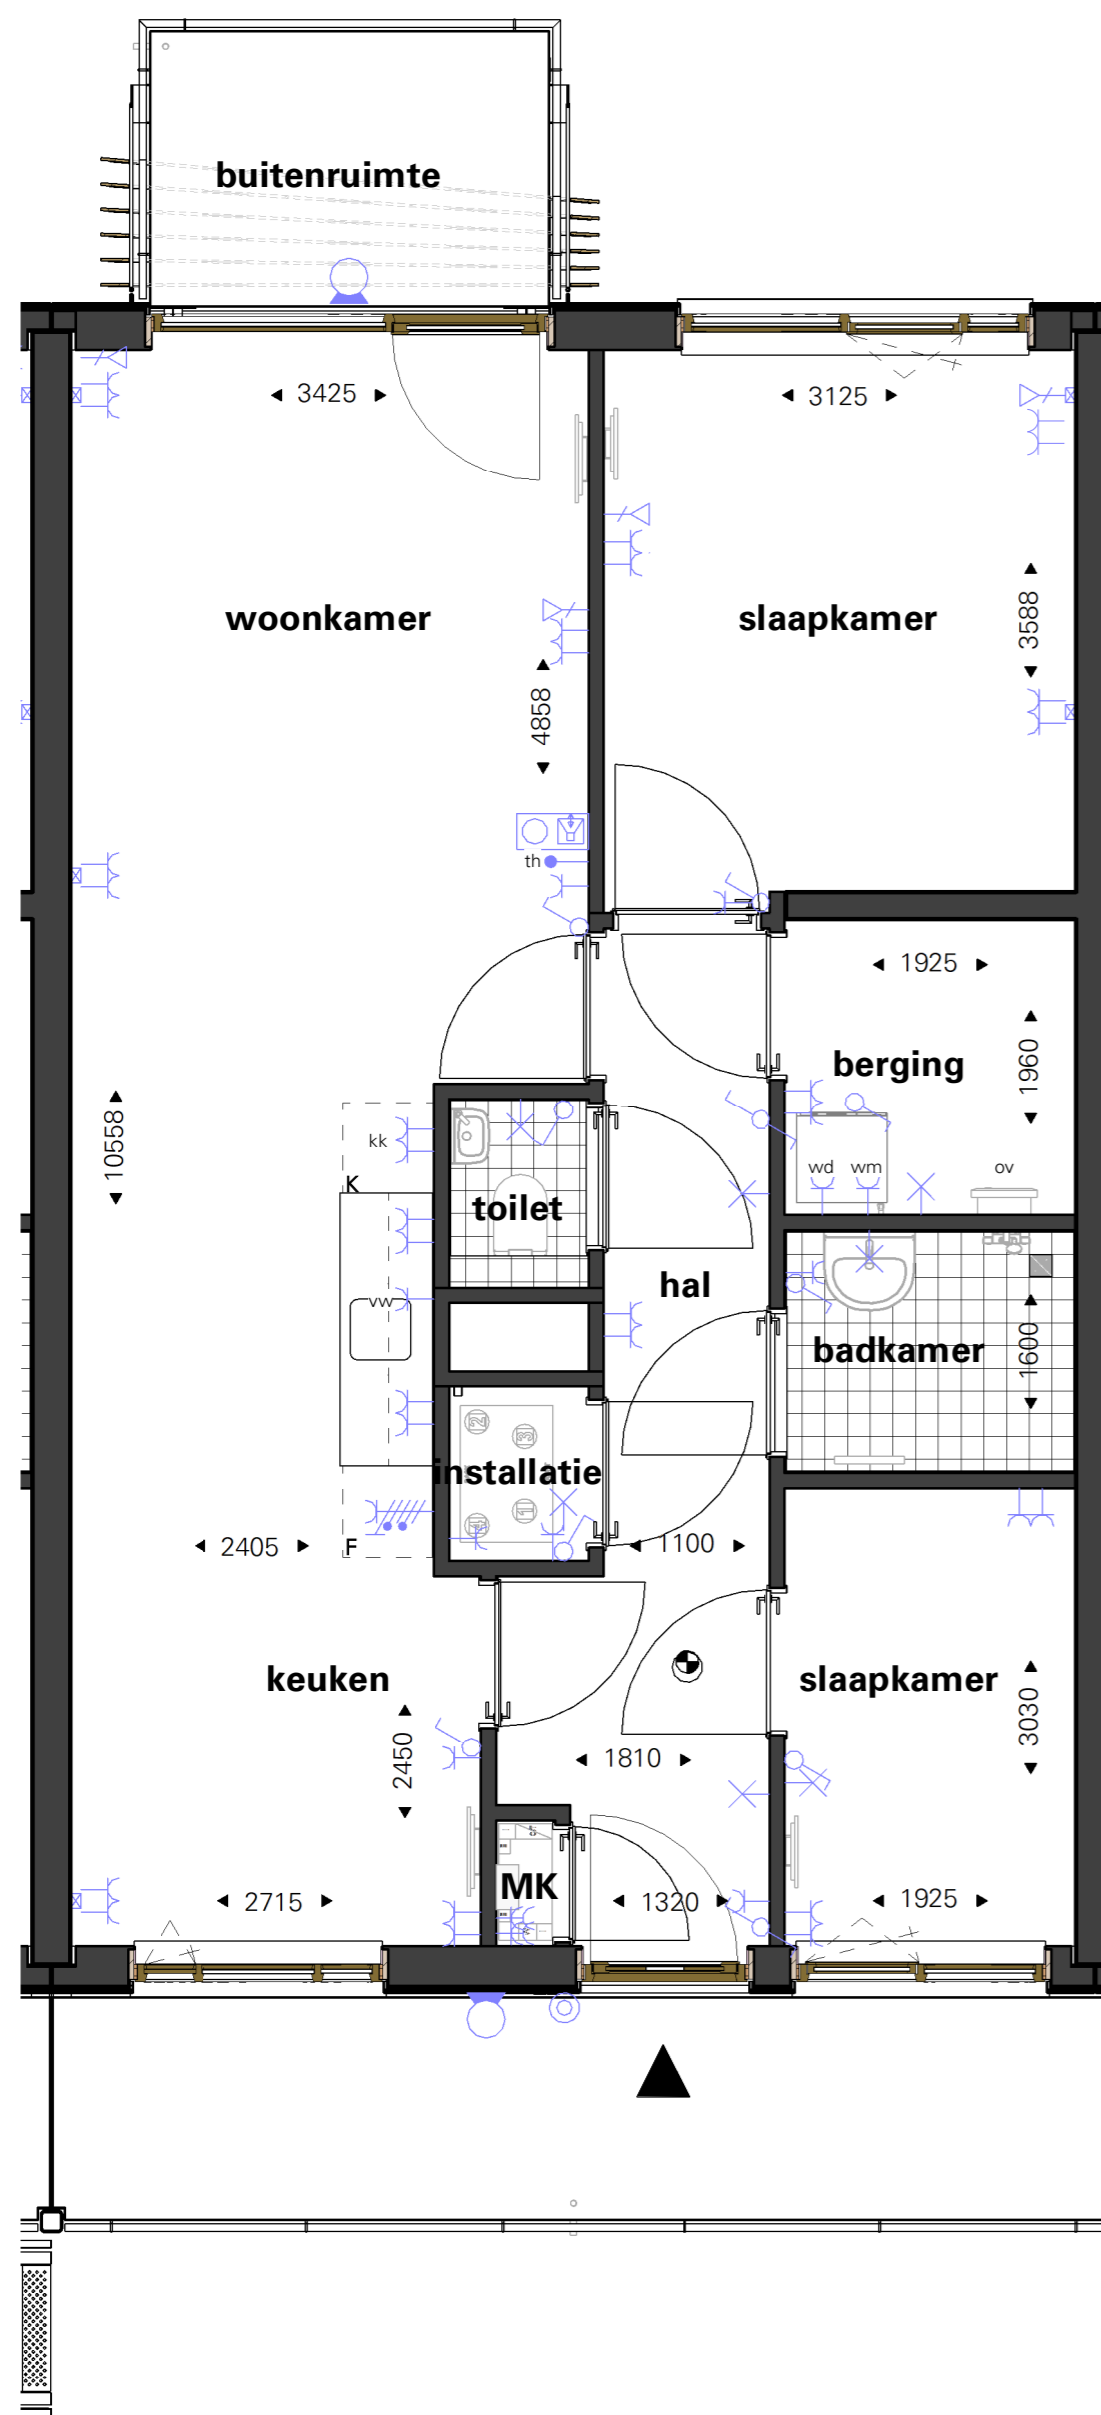 buitenruimte
3425
3125
woonkamer
slaapkamer
3588
4858
th
1925
berging
1960
10558
kk
K
toilet
wd
wm
ov
hal
vw
badkamer
1600
installatie
2405
F
1100
keuken
slaapkamer
3030
2450
1810
MK
2715
1320
1925